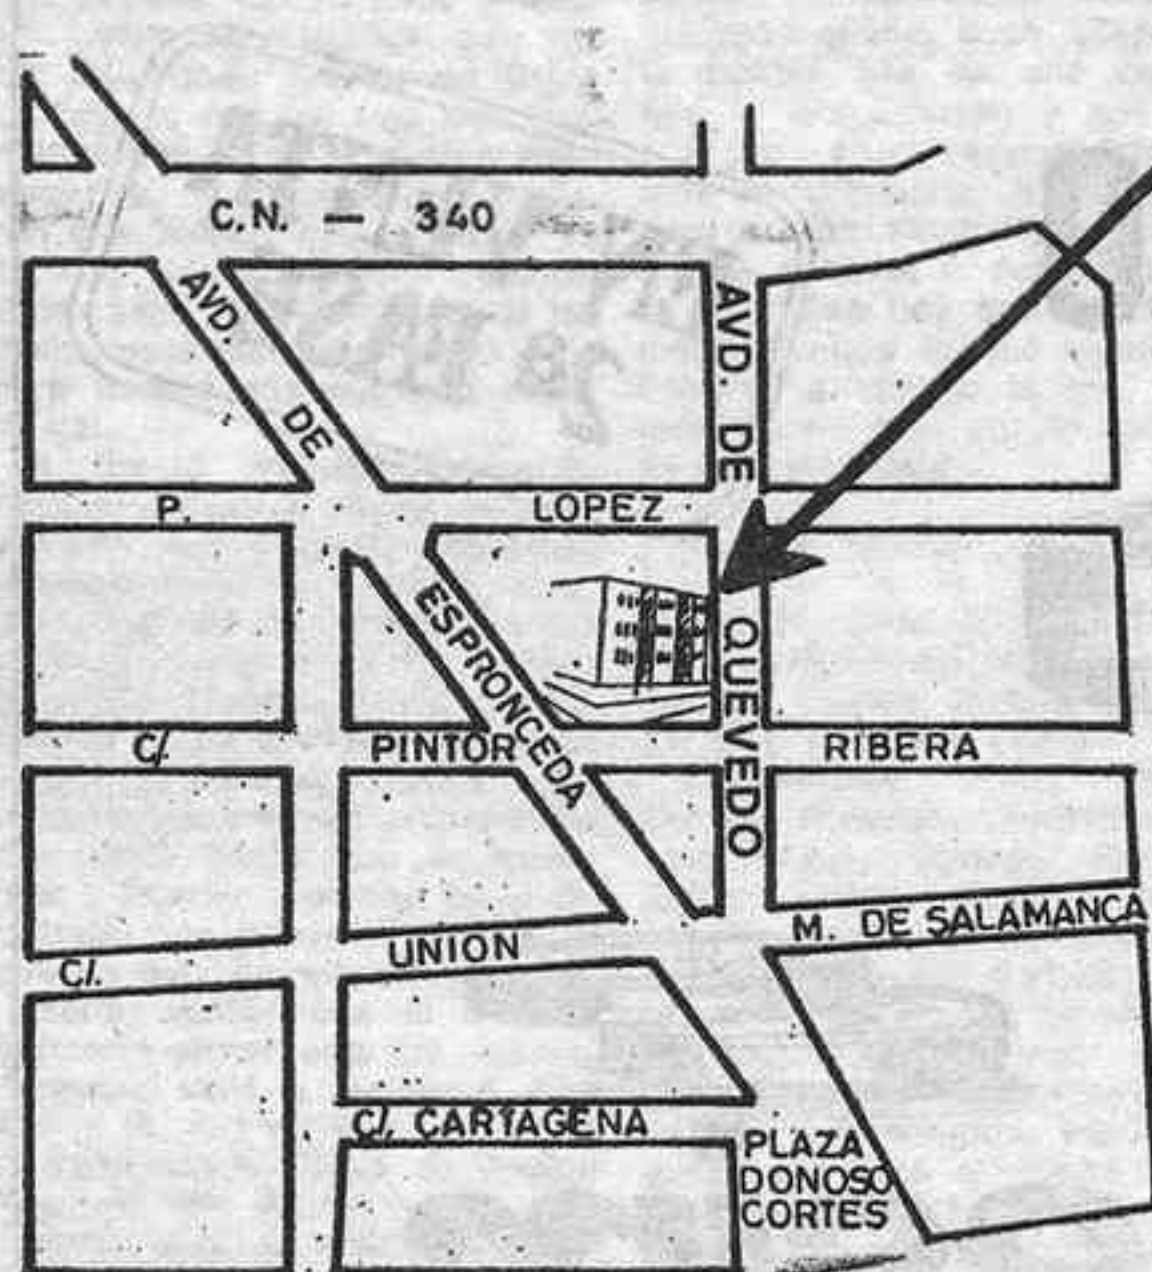 C.N. — 340
AVD. DE ESPRONCEDA
AVD. DE QUEVEDO
P. LOPEZ
C/. PINTOR RIBERA
C/. UNION
M. DE SALAMANCA
C/. CARTAGENA
PLAZA
DONOSO
CORTES